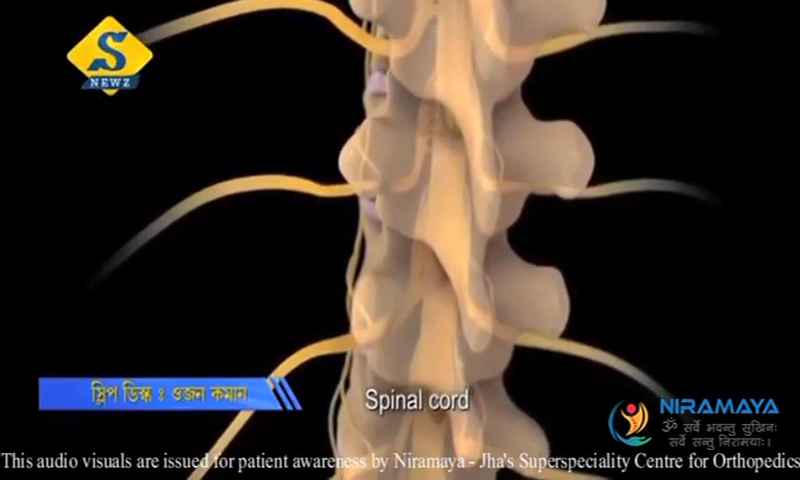 S
NEWZ
স্লিপ ডিস্ক ঃ ওজন কমান
Spinal cord
NIRAMAYA
ॐ सर्वे भवन्तु सुखिनः
सर्वे सन्तु निरामयाः।
This audio visuals are issued for patient awareness by Niramaya - Jha's Superspeciality Centre for Orthopedics